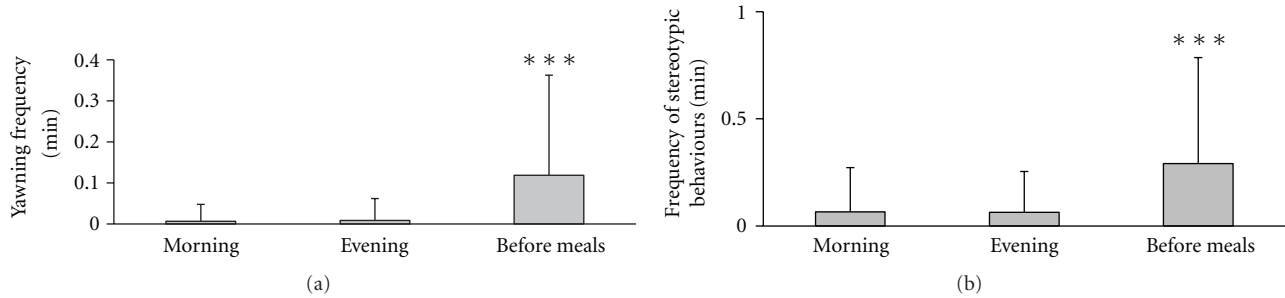 Yawning frequency
(min)
0.4
0.3
0.2
0.1
0
∗∗∗
Morning
Evening
Before meals
(a)
Frequency of stereotypic
behaviours (min)
1
0.5
0
∗∗∗
Morning
Evening
Before meals
(b)